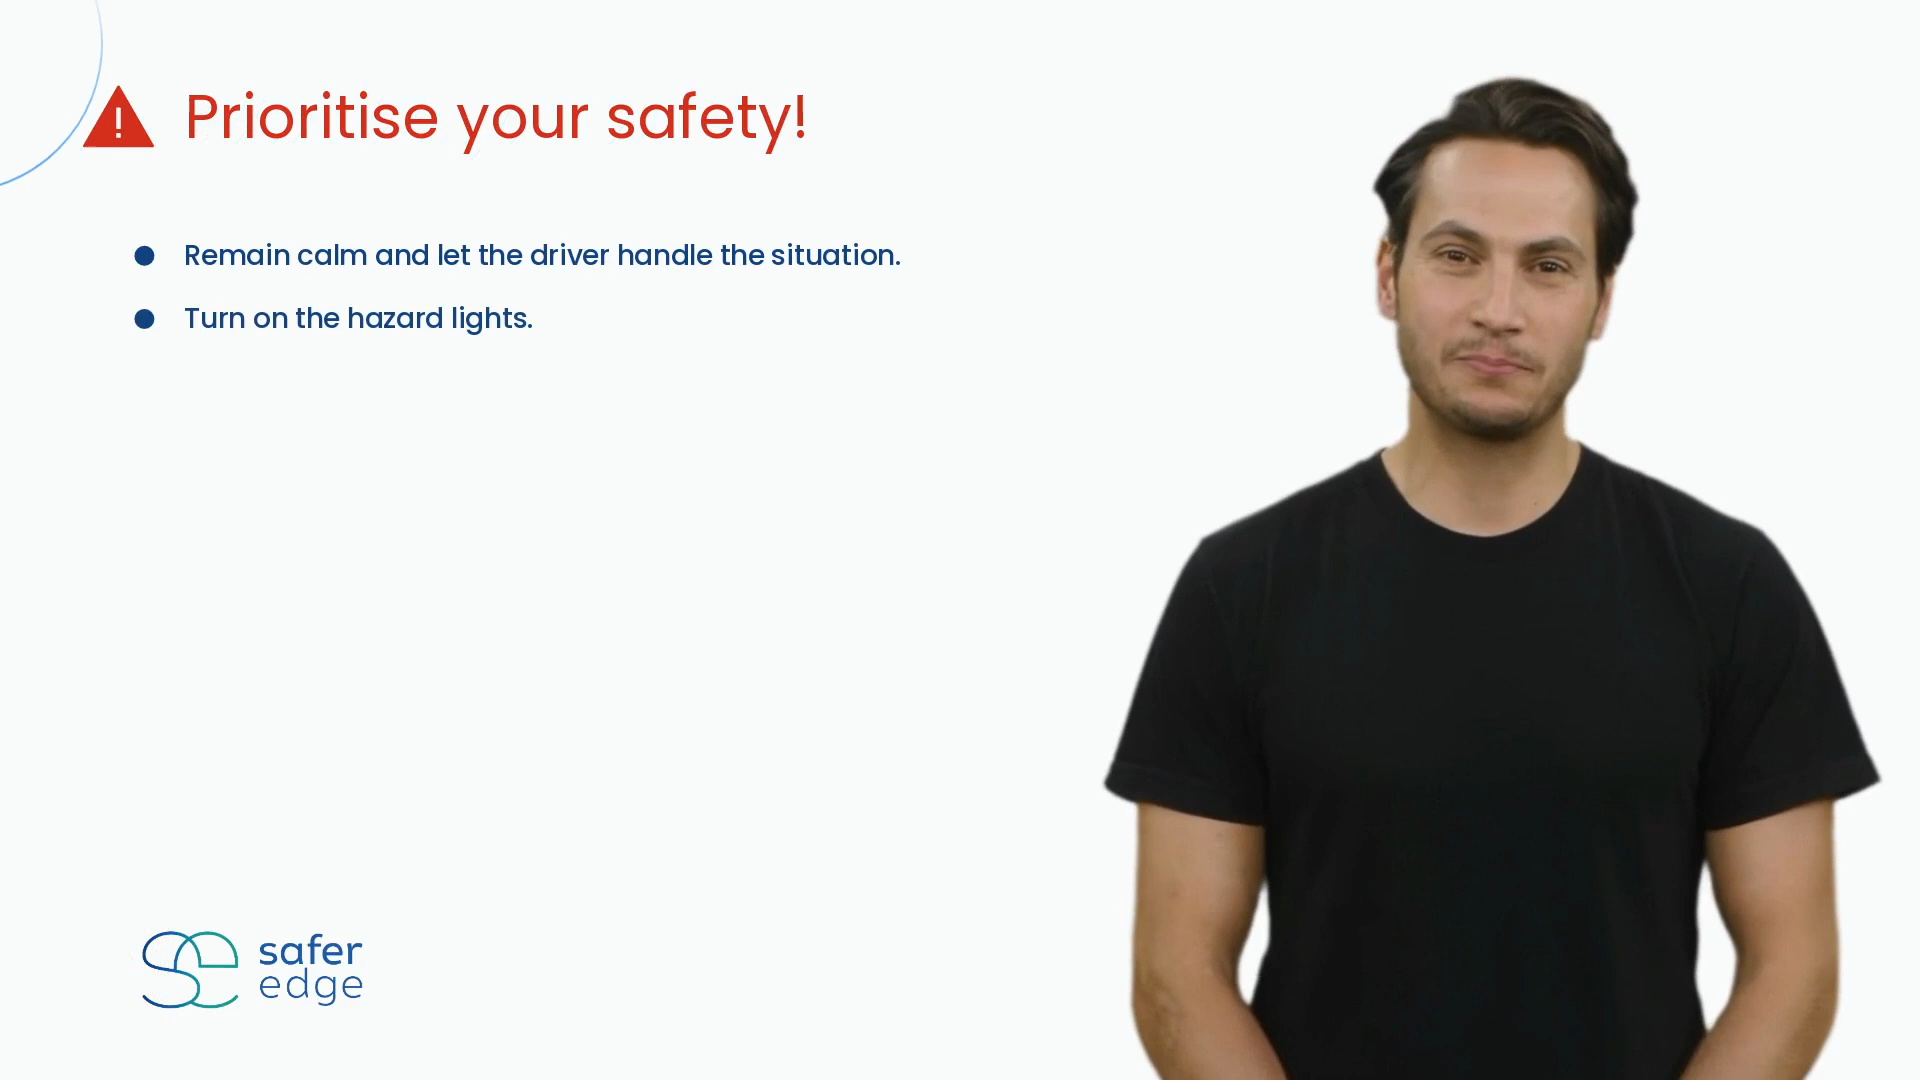 Prioritise your safety!
Remain calm and let the driver handle the situation.
Turn on the hazard lights.
safer
edge